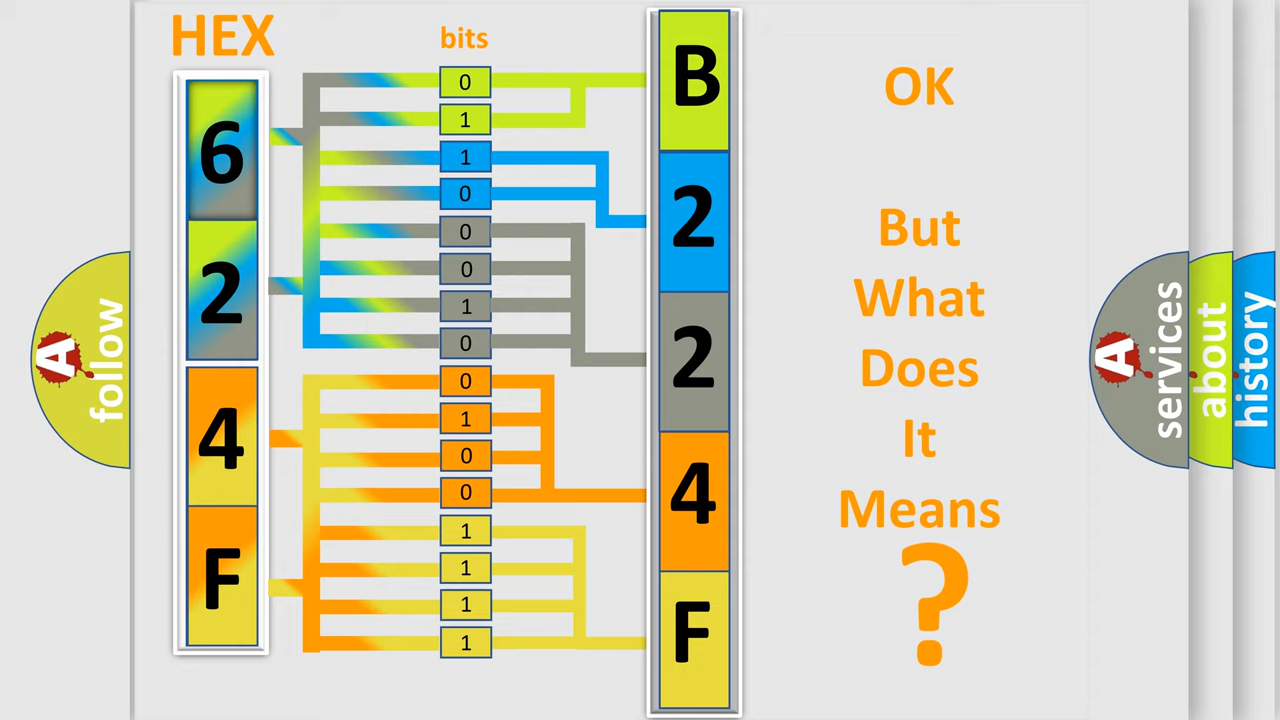 HEX
bits
6
2
4
F
0
1
1
0
0
0
1
0
0
1
0
0
1
1
1
1
B
2
2
4
F
OK
But
What
Does
It
Means
?
A
follow
A
services
about
history